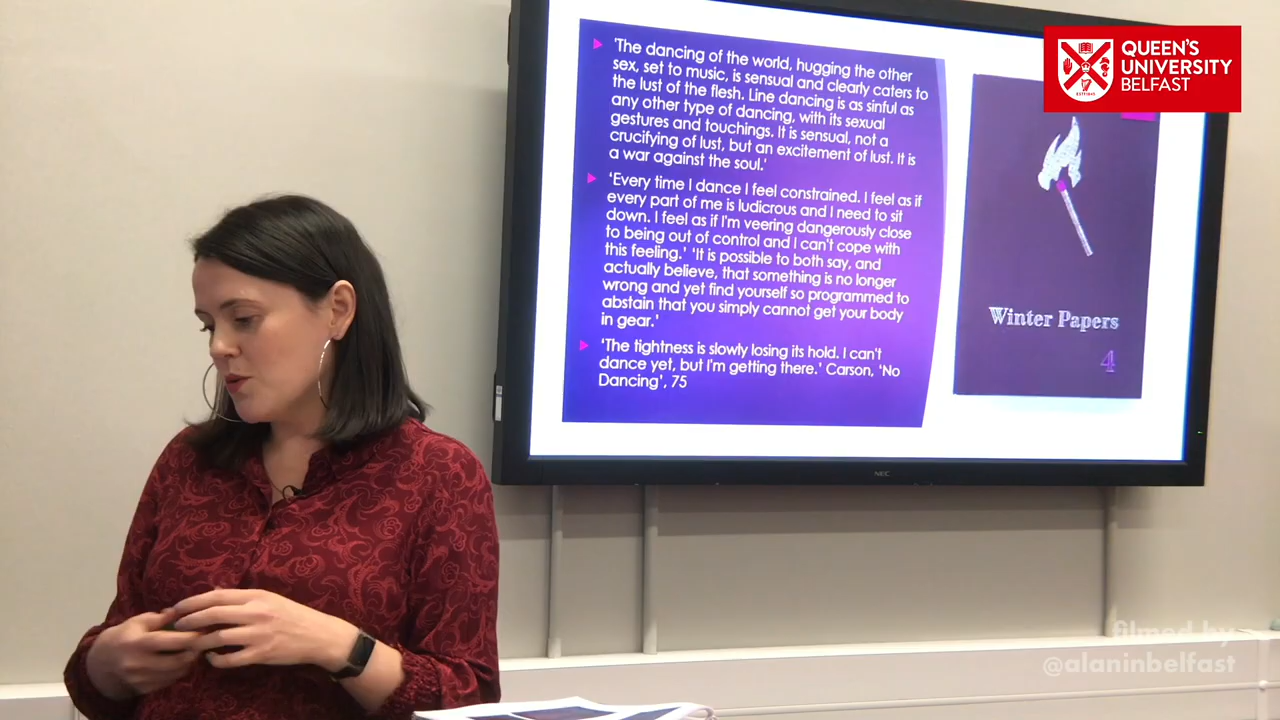 'The dancing of the world, hugging the other
sex, set to music, is sensual and clearly caters to
the lust of the flesh. Line dancing is as sinful as
any other type of dancing, with its sexual
gestures and touchings. It is sensual, not a
crucifying of lust, but an excitement of lust. It is
a war against the soul.'
'Every time I dance I feel constrained. I feel as if
every part of me is ludicrous and I need to sit
down. I feel as if I'm veering dangerously close
to being out of control and I can't cope with
this feeling.' 'It is possible to both say, and
actually believe, that something is no longer
wrong and yet find yourself so programmed to
abstain that you simply cannot get your body
in gear.'
'The tightness is slowly losing its hold. I can't
dance yet, but I'm getting there.' Carson, 'No
Dancing', 75
Winter Papers
4
NEC
QUEEN'S
UNIVERSITY
BELFAST
filmed by
@alaninbelfast